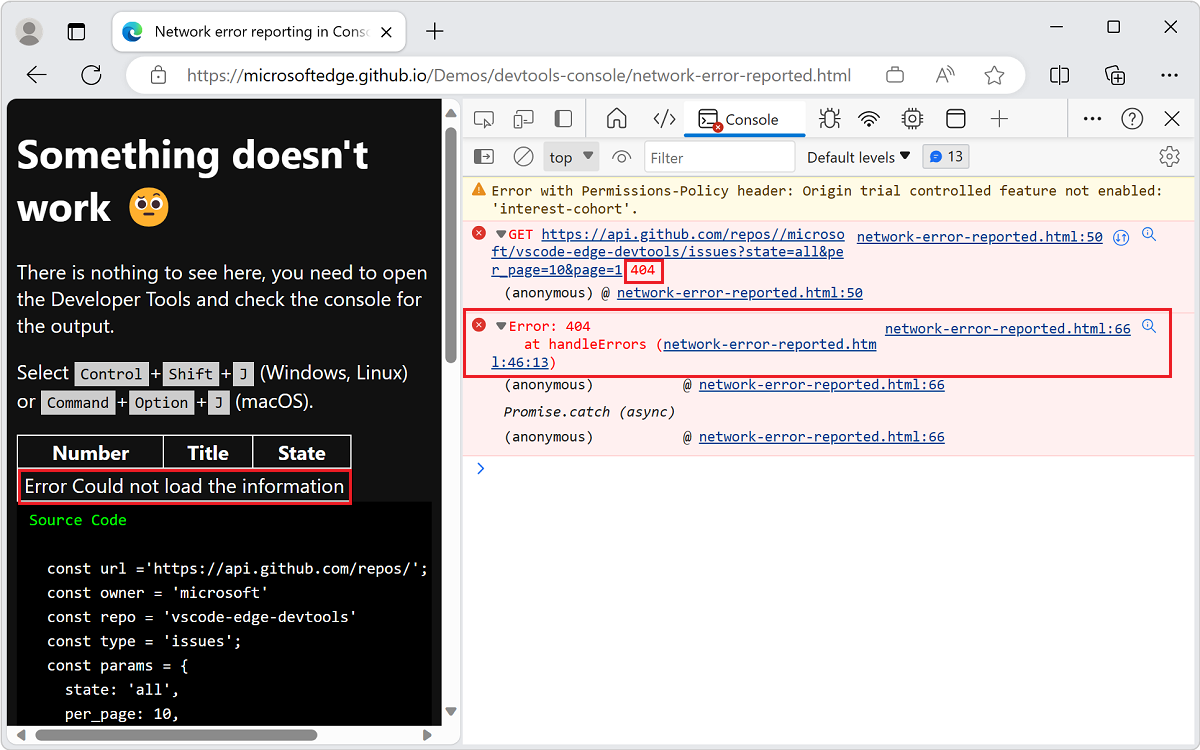 Network error reporting in Cons
https://microsoftedge.github.io/Demos/devtools-console/network-error-reported.html
Something doesn't
work
There is nothing to see here, you need to open
the Developer Tools and check the console for
the output.
Select Control+Shift+J (Windows, Linux)
or Command+Option+J (macOS).
Number Title State
Error Could not load the information
Source Code
const url ='https://api.github.com/repos/';
const owner = 'microsoft'
const repo = 'vscode-edge-devtools'
const type = 'issues';
const params = {
state: 'all',
per_page: 10,
Console
top Filter Default levels 13
Error with Permissions-Policy header: Origin trial controlled feature not enabled:
'interest-cohort'.
GET https://api.github.com/repos//microso network-error-reported.html:50
ft/vscode-edge-devtools/issues?state=all&pe
r_page=10&page=1 404
(anonymous) @ network-error-reported.html:50
Error: 404 network-error-reported.html:66
at handleErrors (network-error-reported.htm
l:46:13)
(anonymous) @ network-error-reported.html:66
Promise.catch (async)
(anonymous) @ network-error-reported.html:66